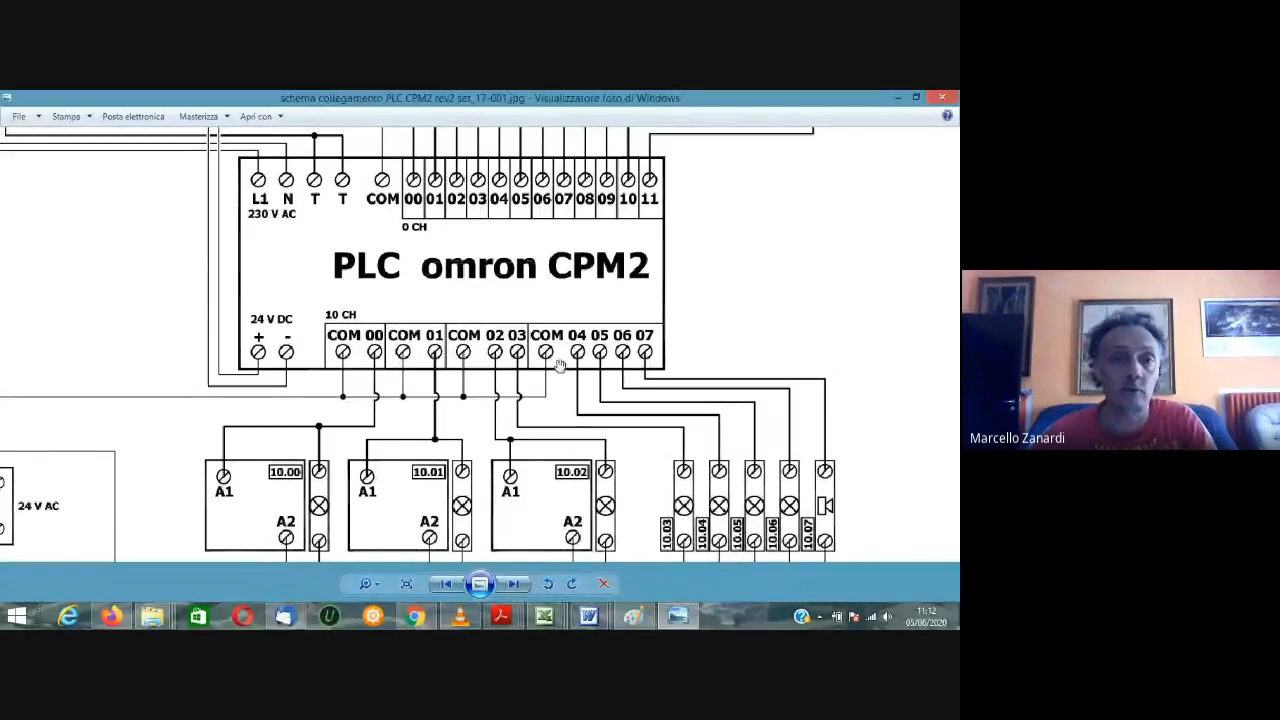 schema collegamento PLC CPM2 rev2 set_17-001.jpg - Visualizzatore foto di Windows
File Stampa Posta elettronica Masterizza Apri con
L1 N T T COM 00 01 02 03 04 05 06 07 08 09 10 11
230 V AC
0 CH
PLC omron CPM2
24 V DC
10 CH
+ -
COM 00 COM 01 COM 02 03 COM 04 05 06 07
10.00 10.01 10.02
A1 A1 A1
24 V AC
A2 A2 A2
10.03 10.04 10.05 10.06 10.07
Marcello Zanardi
11:12
05/06/2020